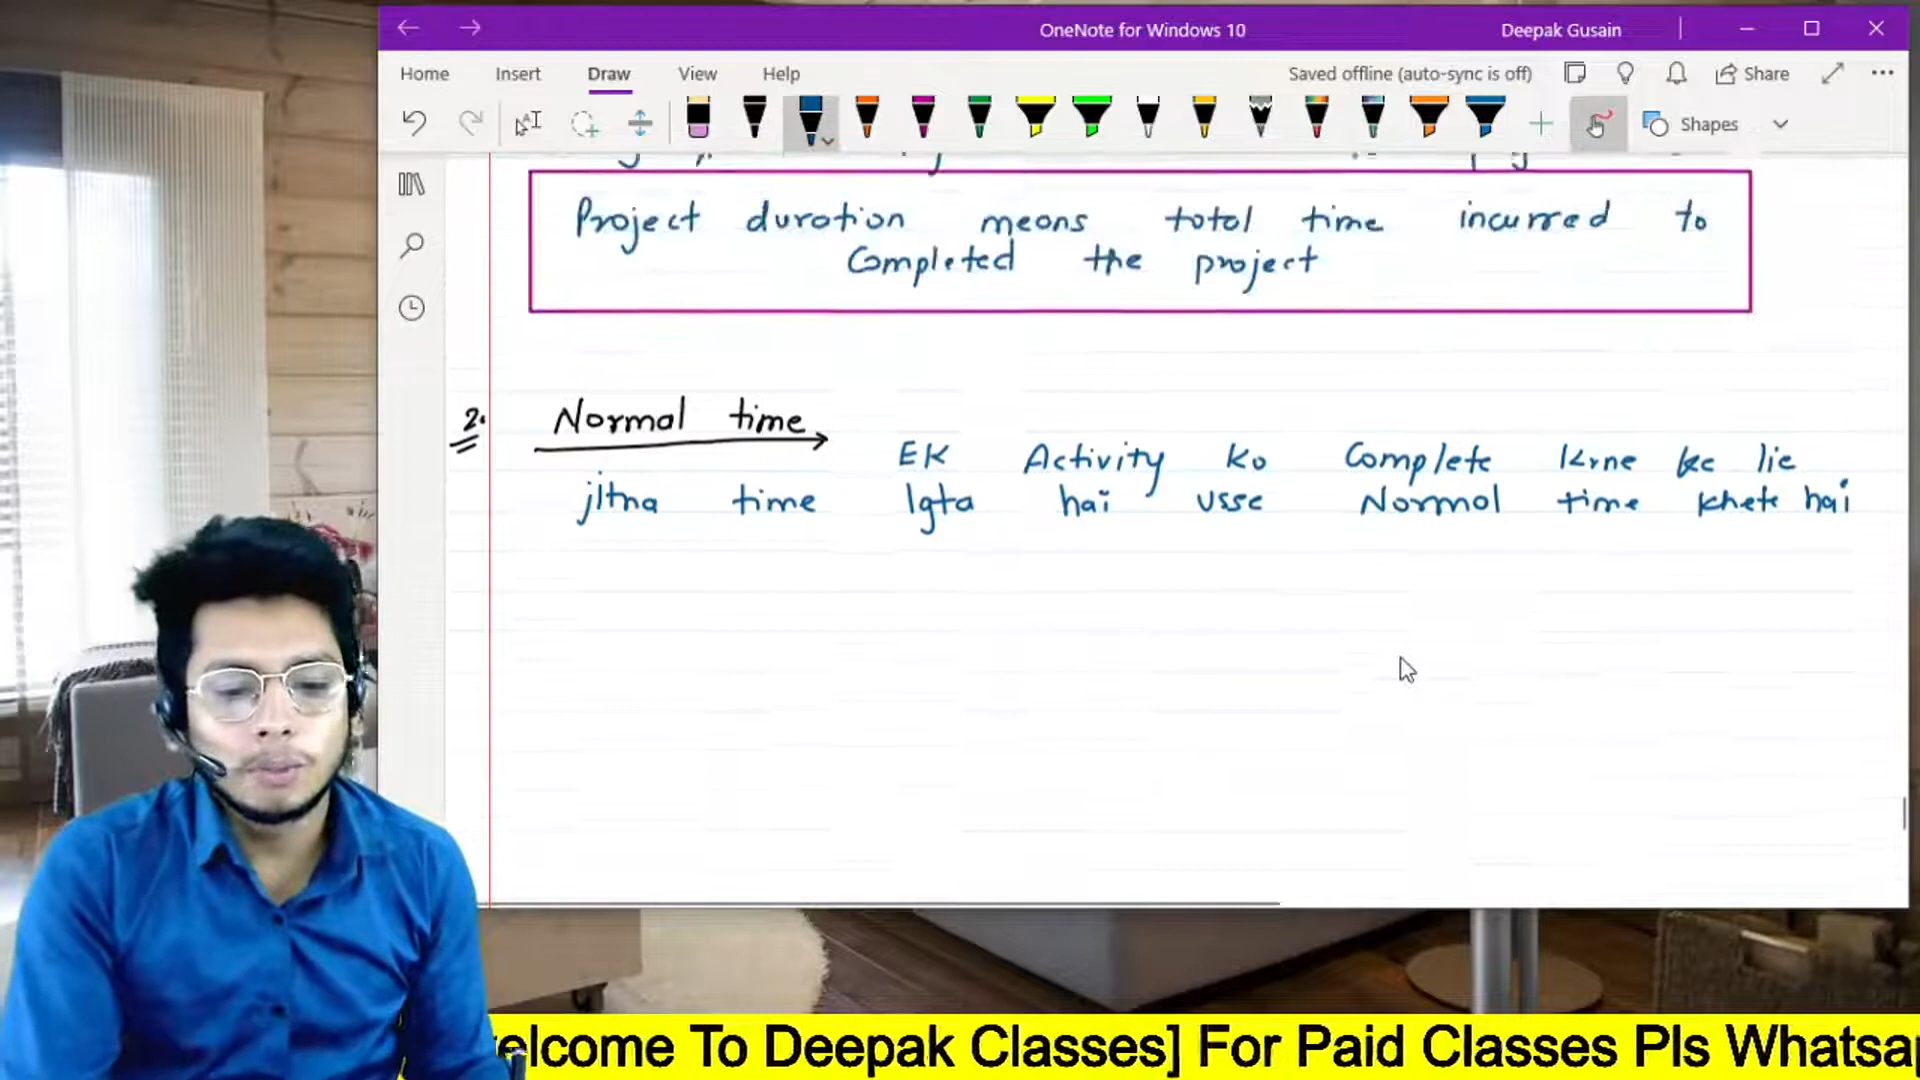 OneNote for Windows 10
Deepak Gusain
Home Insert Draw View Help
Saved offline (auto-sync is off)
Share
Shapes
Project duration means total time incurred to
Completed the project
2. Normal time
EK Activity ko Complete krne ke lie
jitna time lgta hai usse Normal time khete hai
elcome To Deepak Classes] For Paid Classes Pls Whatsap